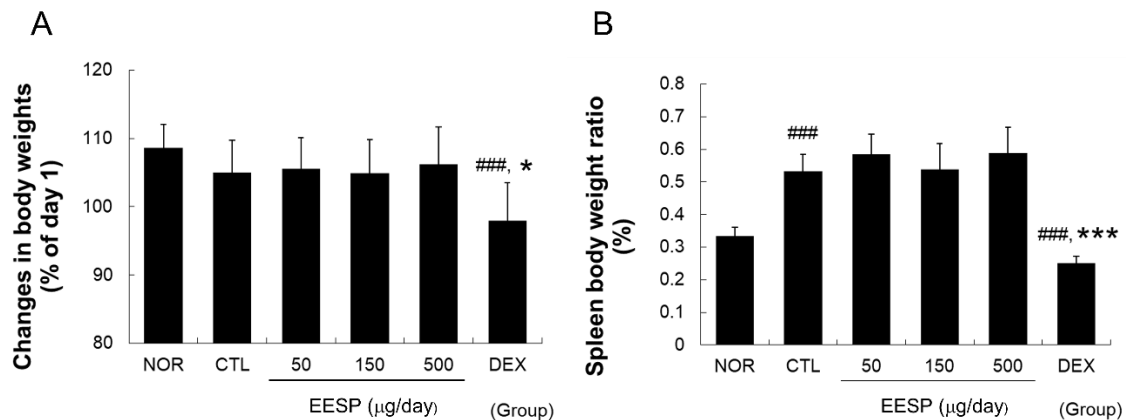 A
Changes in body weights
(% of day 1)
120
110
100
90
80
###, *
NOR CTL 50 150 500 DEX
EESP (μg/day) (Group)
B
Spleen body weight ratio
(%)
0.8
0.7
0.6
0.5
0.4
0.3
0.2
0.1
0
###
###, ***
NOR CTL 50 150 500 DEX
EESP (μg/day) (Group)